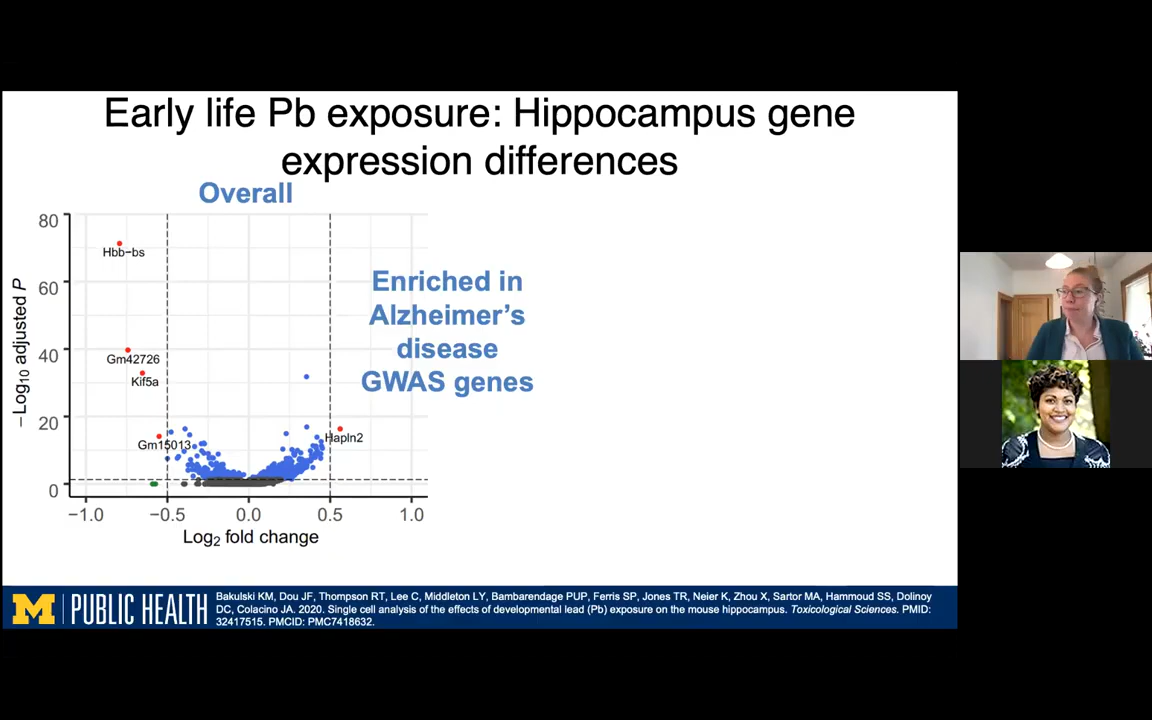 Early life Pb exposure: Hippocampus gene
expression differences
Overall
80
60
40
20
0
−Log10 adjusted P
Hbb−bs
Gm42726
Kif5a
Gm15013
Hapln2
−1.0 −0.5 0.0 0.5 1.0
Log2 fold change
Enriched in
Alzheimer's
disease
GWAS genes
M PUBLIC HEALTH
Bakulski KM, Dou JF, Thompson RT, Lee C, Middleton LY, Bambarendage PUP, Ferris SP, Jones TR, Neier K, Zhou X, Sartor MA, Hammoud SS, Dolinoy
DC, Colacino JA. 2020. Single cell analysis of the effects of developmental lead (Pb) exposure on the mouse hippocampus. Toxicological Sciences. PMID:
32417515. PMCID: PMC7418632.